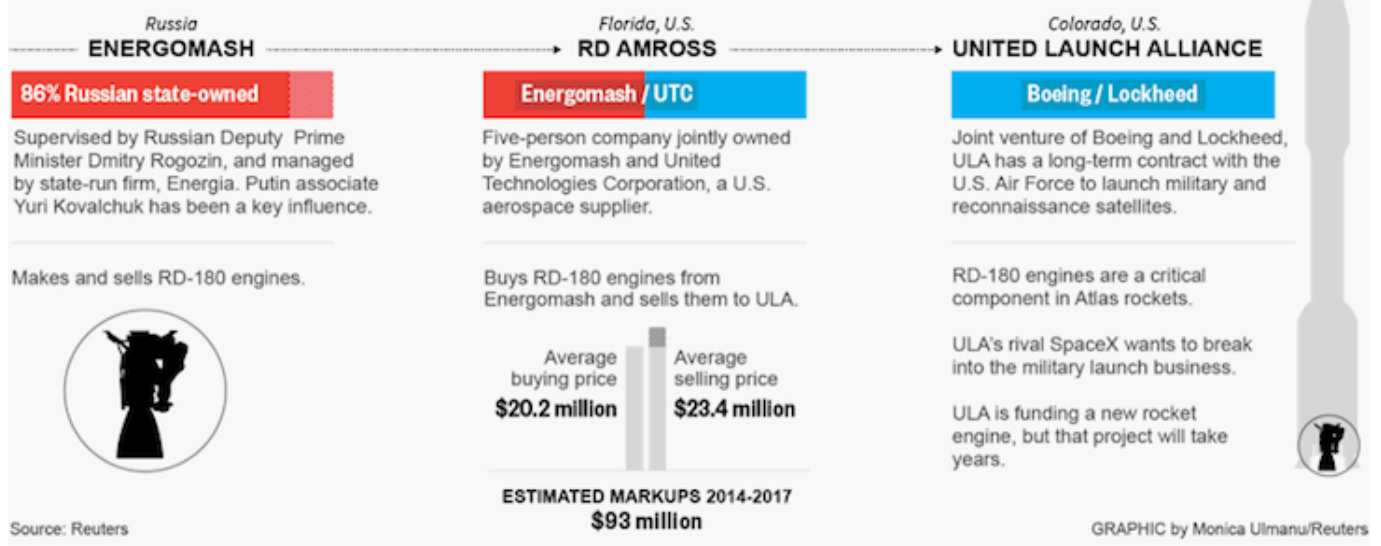 Russia
ENERGOMASH
86% Russian state-owned
Supervised by Russian Deputy Prime
Minister Dmitry Rogozin, and managed
by state-run firm, Energia. Putin associate
Yuri Kovalchuk has been a key influence.
Makes and sells RD-180 engines.
Florida, U.S.
RD AMROSS
Energomash / UTC
Five-person company jointly owned
by Energomash and United
Technologies Corporation, a U.S.
aerospace supplier.
Buys RD-180 engines from
Energomash and sells them to ULA.
Average
buying price
$20.2 million
Average
selling price
$23.4 million
ESTIMATED MARKUPS 2014-2017
$93 million
Colorado, U.S.
UNITED LAUNCH ALLIANCE
Boeing / Lockheed
Joint venture of Boeing and Lockheed,
ULA has a long-term contract with the
U.S. Air Force to launch military and
reconnaissance satellites.
RD-180 engines are a critical
component in Atlas rockets.
ULA's rival SpaceX wants to break
into the military launch business.
ULA is funding a new rocket
engine, but that project will take
years.
Source: Reuters
GRAPHIC by Monica Ulmanu/Reuters